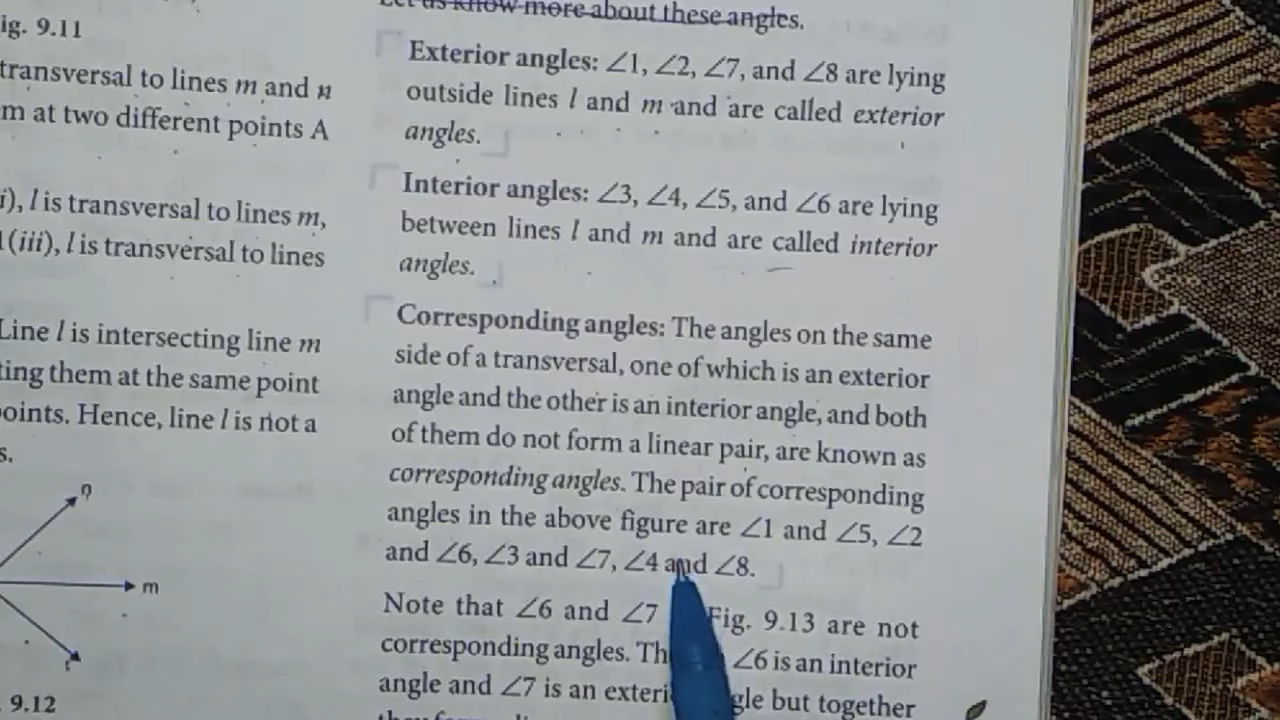 ig. 9.11
transversal to lines m and n
m at two different points A
i), l is transversal to lines m,
(iii), l is transversal to lines
Line l is intersecting line m
ting them at the same point
points. Hence, line l is not a
s.
n
m
9.12
Let us know more about these angles.
Exterior angles: ∠1, ∠2, ∠7, and ∠8 are lying
outside lines l and m and are called exterior
angles.
Interior angles: ∠3, ∠4, ∠5, and ∠6 are lying
between lines l and m and are called interior
angles.
Corresponding angles: The angles on the same
side of a transversal, one of which is an exterior
angle and the other is an interior angle, and both
of them do not form a linear pair, are known as
corresponding angles. The pair of corresponding
angles in the above figure are ∠1 and ∠5, ∠2
and ∠6, ∠3 and ∠7, ∠4 and ∠8.
Note that ∠6 and ∠7 Fig. 9.13 are not
corresponding angles. Th ∠6 is an interior
angle and ∠7 is an exteri gle but together